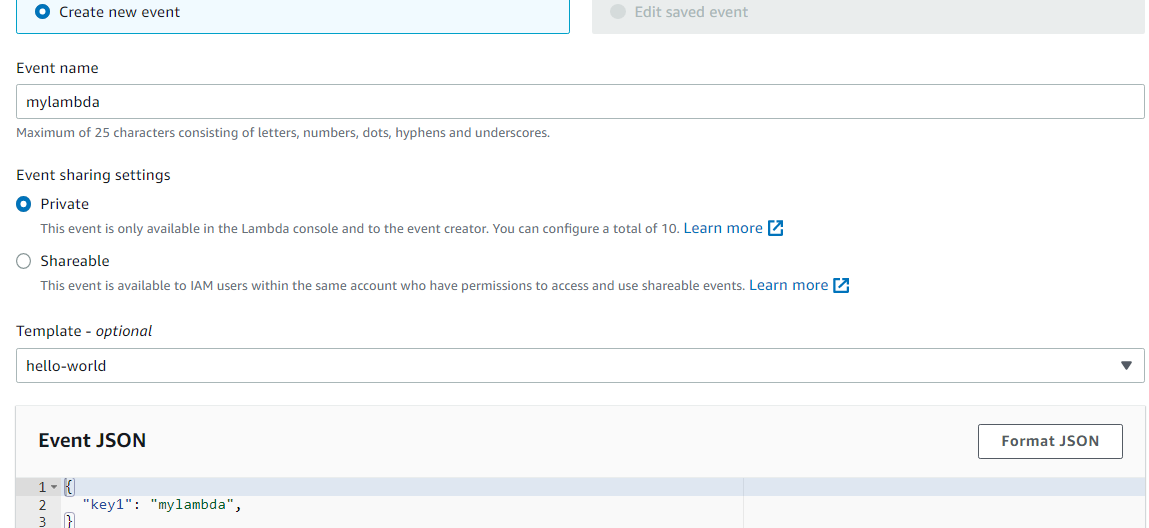 Create new event
Edit saved event
Event name
mylambda
Maximum of 25 characters consisting of letters, numbers, dots, hyphens and underscores.
Event sharing settings
Private
This event is only available in the Lambda console and to the event creator. You can configure a total of 10. Learn more
Shareable
This event is available to IAM users within the same account who have permissions to access and use shareable events. Learn more
Template - optional
hello-world
Event JSON
Format JSON
1 {
2 "key1": "mylambda",
3 }